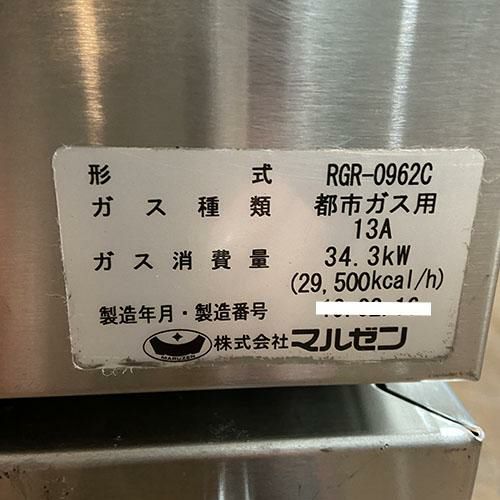 形式 RGR-0962C
ガス種類 都市ガス用
13A
ガス消費量 34.3kW
(29,500kcal/h)
製造年月・製造番号
MARUZEN 株式会社マルゼン